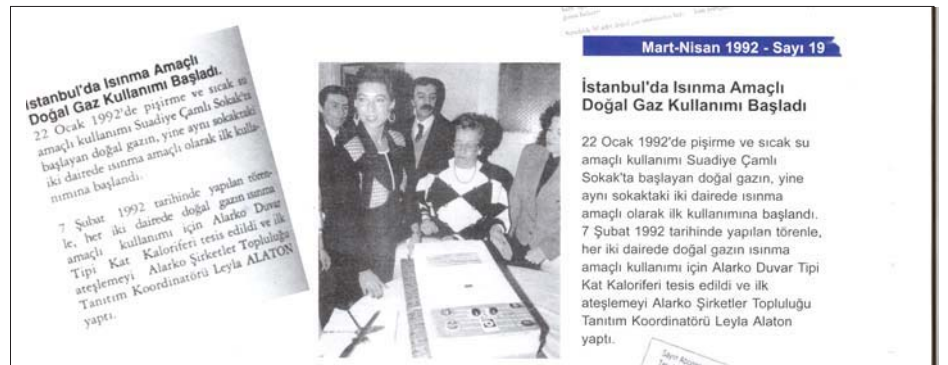 İstanbul'da Isınma Amaçlı
Doğal Gaz Kullanımı Başladı.
22 Ocak 1992'de pişirme ve sıcak su
amaçlı kullanımı Suadiye Çamlı Sokak'ta
başlayan doğal gazın, yine aynı sokaktaki
iki dairede ısınma amaçlı olarak ilk kulla-
nımına başlandı.
7 Şubat 1992 tarihinde yapılan tören-
le, her iki dairede doğal gazın ısınma
amaçlı kullanımı için Alarko Duvar
Tipi Kat Kaloriferi tesis edildi ve ilk
ateşlemeyi Alarko Şirketler Topluluğu
Tanıtım Koordinatörü Leyla ALATON
yaptı.
Mart-Nisan 1992 - Sayı 19
İstanbul'da Isınma Amaçlı
Doğal Gaz Kullanımı Başladı
22 Ocak 1992'de pişirme ve sıcak su
amaçlı kullanımı Suadiye Çamlı
Sokak'ta başlayan doğal gazın, yine
aynı sokaktaki iki dairede ısınma
amaçlı olarak ilk kullanımına başlandı.
7 Şubat 1992 tarihinde yapılan törenle,
her iki dairede doğal gazın ısınma
amaçlı kullanımı için Alarko Duvar Tipi
Kat Kaloriferi tesis edildi ve ilk
ateşlemeyi Alarko Şirketler Topluluğu
Tanıtım Koordinatörü Leyla Alaton
yaptı.